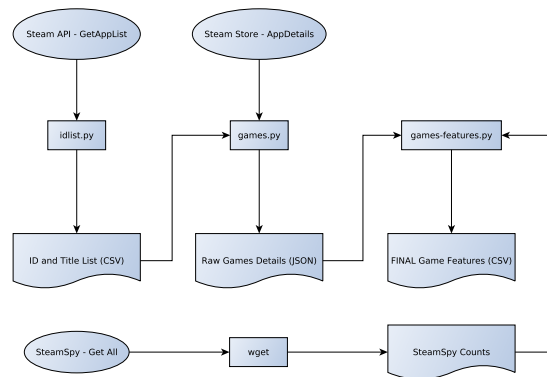 Steam API - GetAppList
Steam Store - AppDetails
idlist.py
games.py
games-features.py
ID and Title List (CSV)
Raw Games Details (JSON)
FINAL Game Features (CSV)
SteamSpy - Get All
wget
SteamSpy Counts